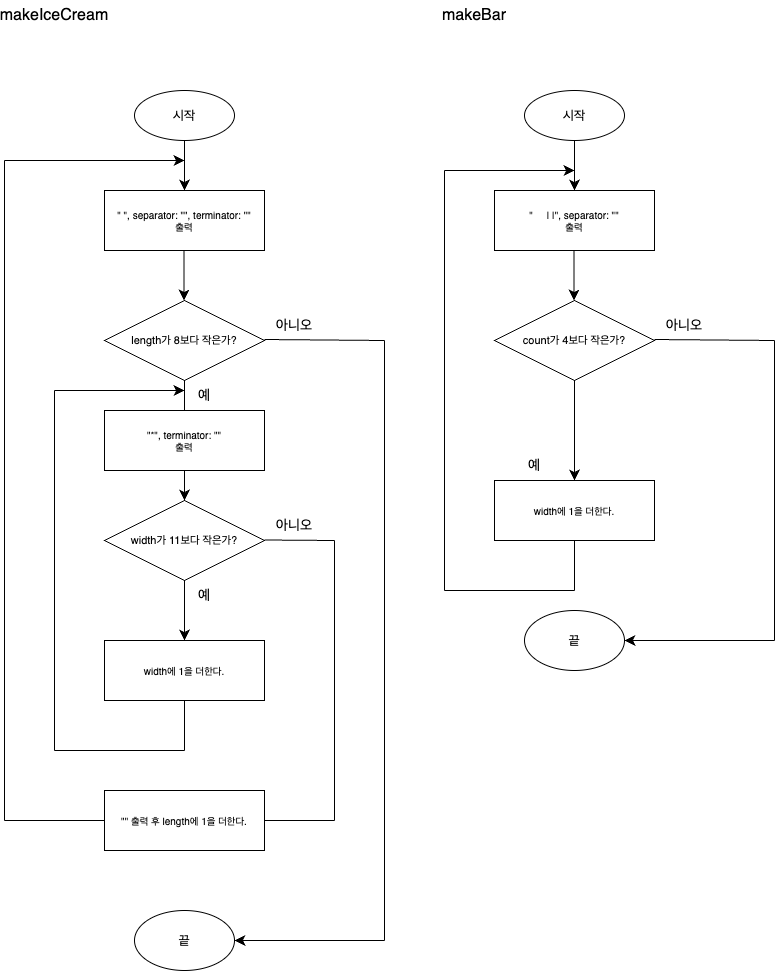 makeIceCream
시작
" ", separator: "", terminator: ""
출력
length가 8보다 작은가?
아니오
예
"*", terminator: ""
출력
width가 11보다 작은가?
아니오
예
width에 1을 더한다.
"" 출력 후 length에 1을 더한다.
끝
makeBar
시작
"     | |", separator: ""
출력
count가 4보다 작은가?
아니오
예
width에 1을 더한다.
끝